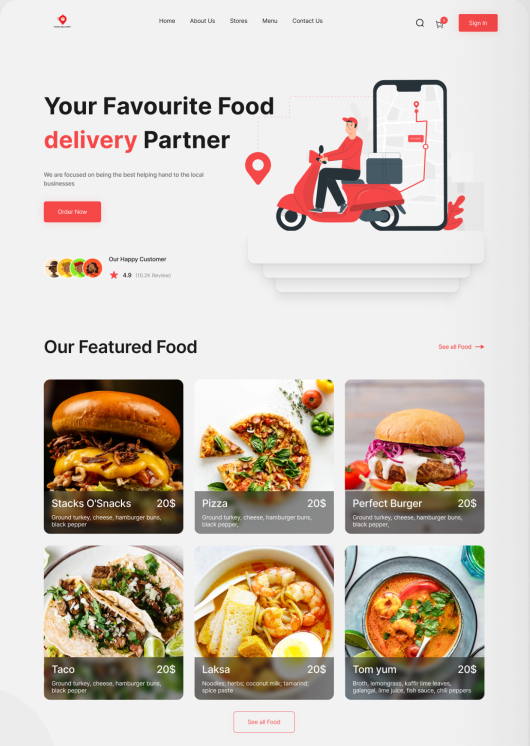 Home About Us Stores Menu Contact Us
Sign In
Your Favourite Food
delivery Partner
We are focused on being the best helping hand to the local
businesses
Order Now
Our Happy Customer
4.9 (16.2K Review)
Our Featured Food
See all Food
Stacks O'Snacks 20$
Ground turkey, cheese, hamburger buns,
black pepper
Pizza 20$
Ground turkey, cheese, hamburger buns,
black pepper,
Perfect Burger 20$
Ground turkey, cheese, hamburger buns,
black pepper,
Taco 20$
Ground turkey, cheese, hamburger buns,
black pepper
Laksa 20$
Noodles; herbs; coconut milk; tamarind;
spice paste
Tom yum 20$
Broth, lemongrass, kaffir lime leaves,
galangal, lime juice, fish sauce, chili peppers
See all Food